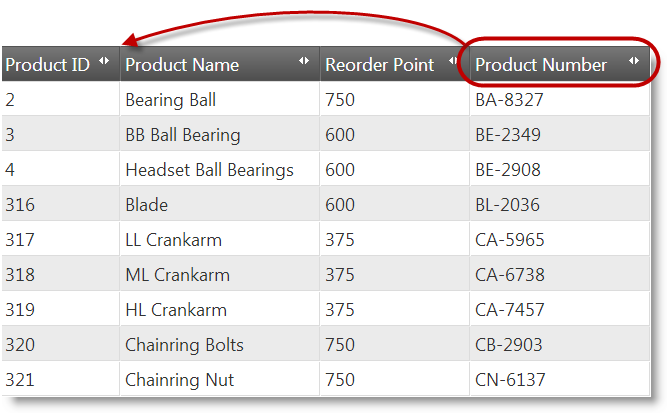 Product ID Product Name Reorder Point Product Number
2 Bearing Ball 750 BA-8327
3 BB Ball Bearing 600 BE-2349
4 Headset Ball Bearings 600 BE-2908
316 Blade 600 BL-2036
317 LL Crankarm 375 CA-5965
318 ML Crankarm 375 CA-6738
319 HL Crankarm 375 CA-7457
320 Chainring Bolts 750 CB-2903
321 Chainring Nut 750 CN-6137